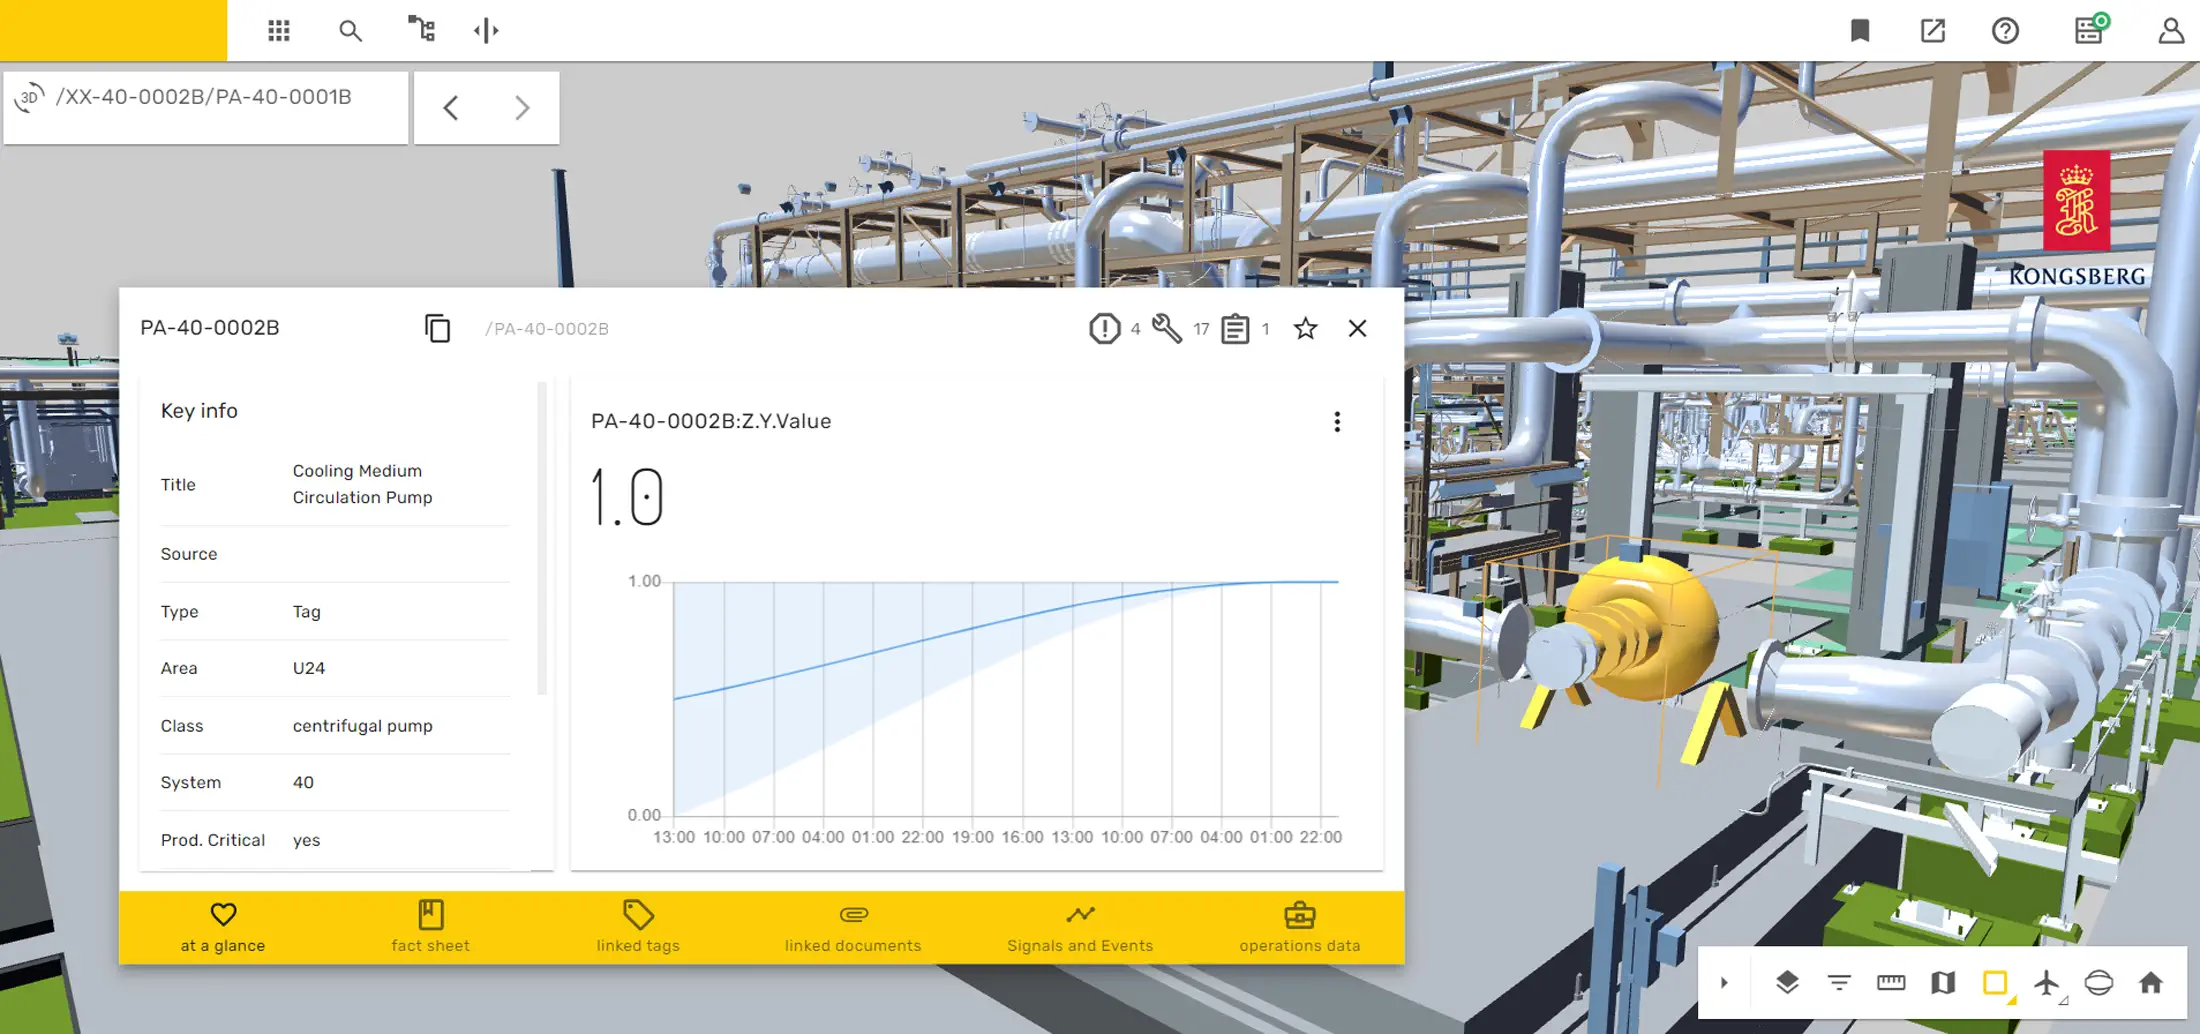 3D /XX-40-0002B/PA-40-0001B
KONGSBERG
PA-40-0002B /PA-40-0002B 4 17 1
Key info
Title Cooling Medium
Circulation Pump
Source
Type Tag
Area U24
Class centrifugal pump
System 40
Prod. Critical yes
PA-40-0002B:Z.Y.Value
1.0
1.00
0.00
13:00 10:00 07:00 04:00 01:00 22:00 19:00 16:00 13:00 10:00 07:00 04:00 01:00 22:00
at a glance fact sheet linked tags linked documents Signals and Events operations data